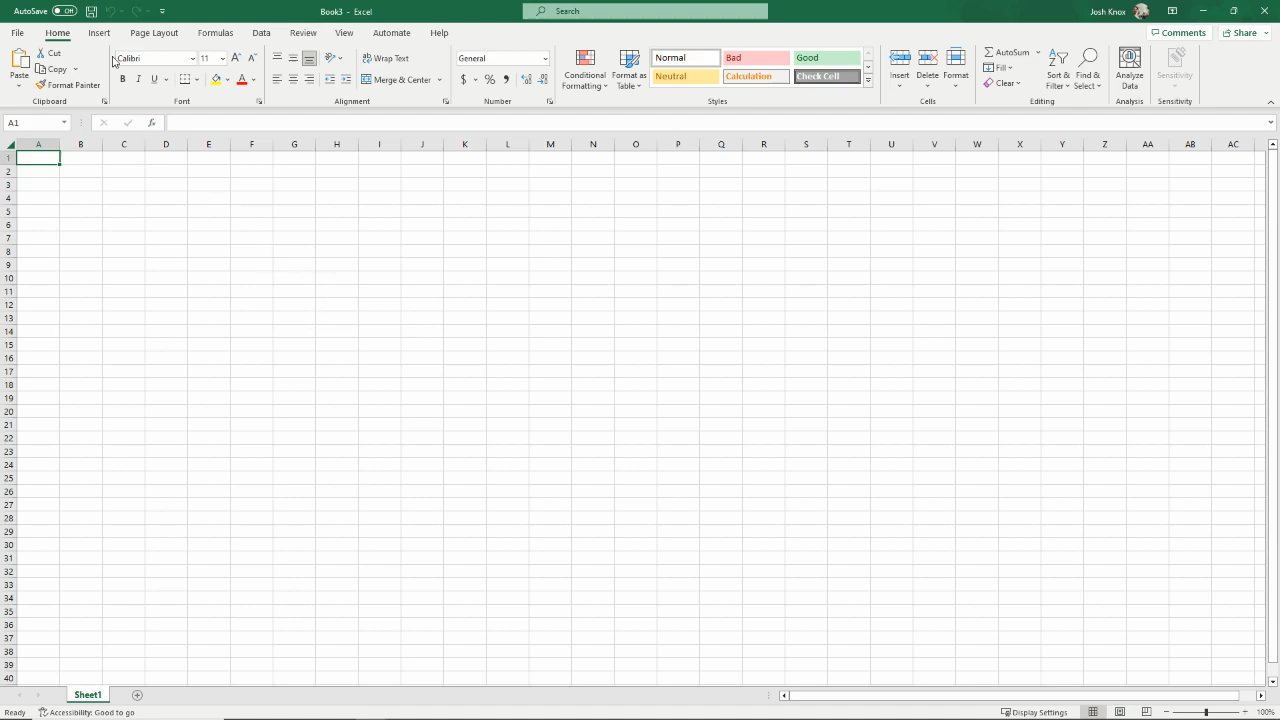 AutoSave Off Book3 - Excel Search Josh Knox
File Home Insert Page Layout Formulas Data Review View Automate Help Comments Share
Paste Cut Copy Format Painter Clipboard
Calibri 11 B I U A Font
Wrap Text Merge & Center Alignment
General $ % 9 Number
Conditional Formatting Format as Table
Normal Bad Good
Neutral Calculation Check Cell
Styles
Insert Delete Format Cells
AutoSum Fill Clear Sort & Filter Find & Select Editing
Analyze Data Analysis
Sensitivity Sensitivity
A1 fx
A B C D E F G H I J K L M N O P Q R S T U V W X Y Z AA AB AC
1
2
3
4
5
6
7
8
9
10
11
12
13
14
15
16
17
18
19
20
21
22
23
24
25
26
27
28
29
30
31
32
33
34
35
36
37
38
39
40
Sheet1
Ready Accessibility: Good to go Display Settings 100%